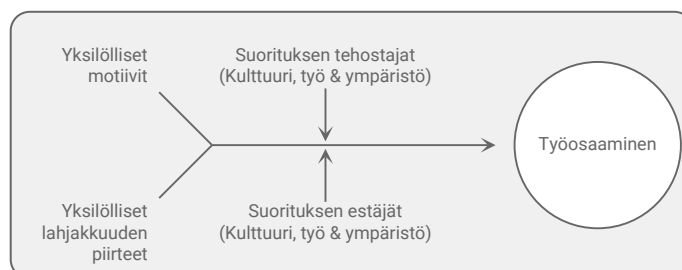 Yksilölliset
motiivit
Suorituksen tehostajat
(Kulttuuri, työ & ympäristö)
Työosaaminen
Yksilölliset
lahjakkuuden
piirteet
Suorituksen estäjät
(Kulttuuri, työ & ympäristö)